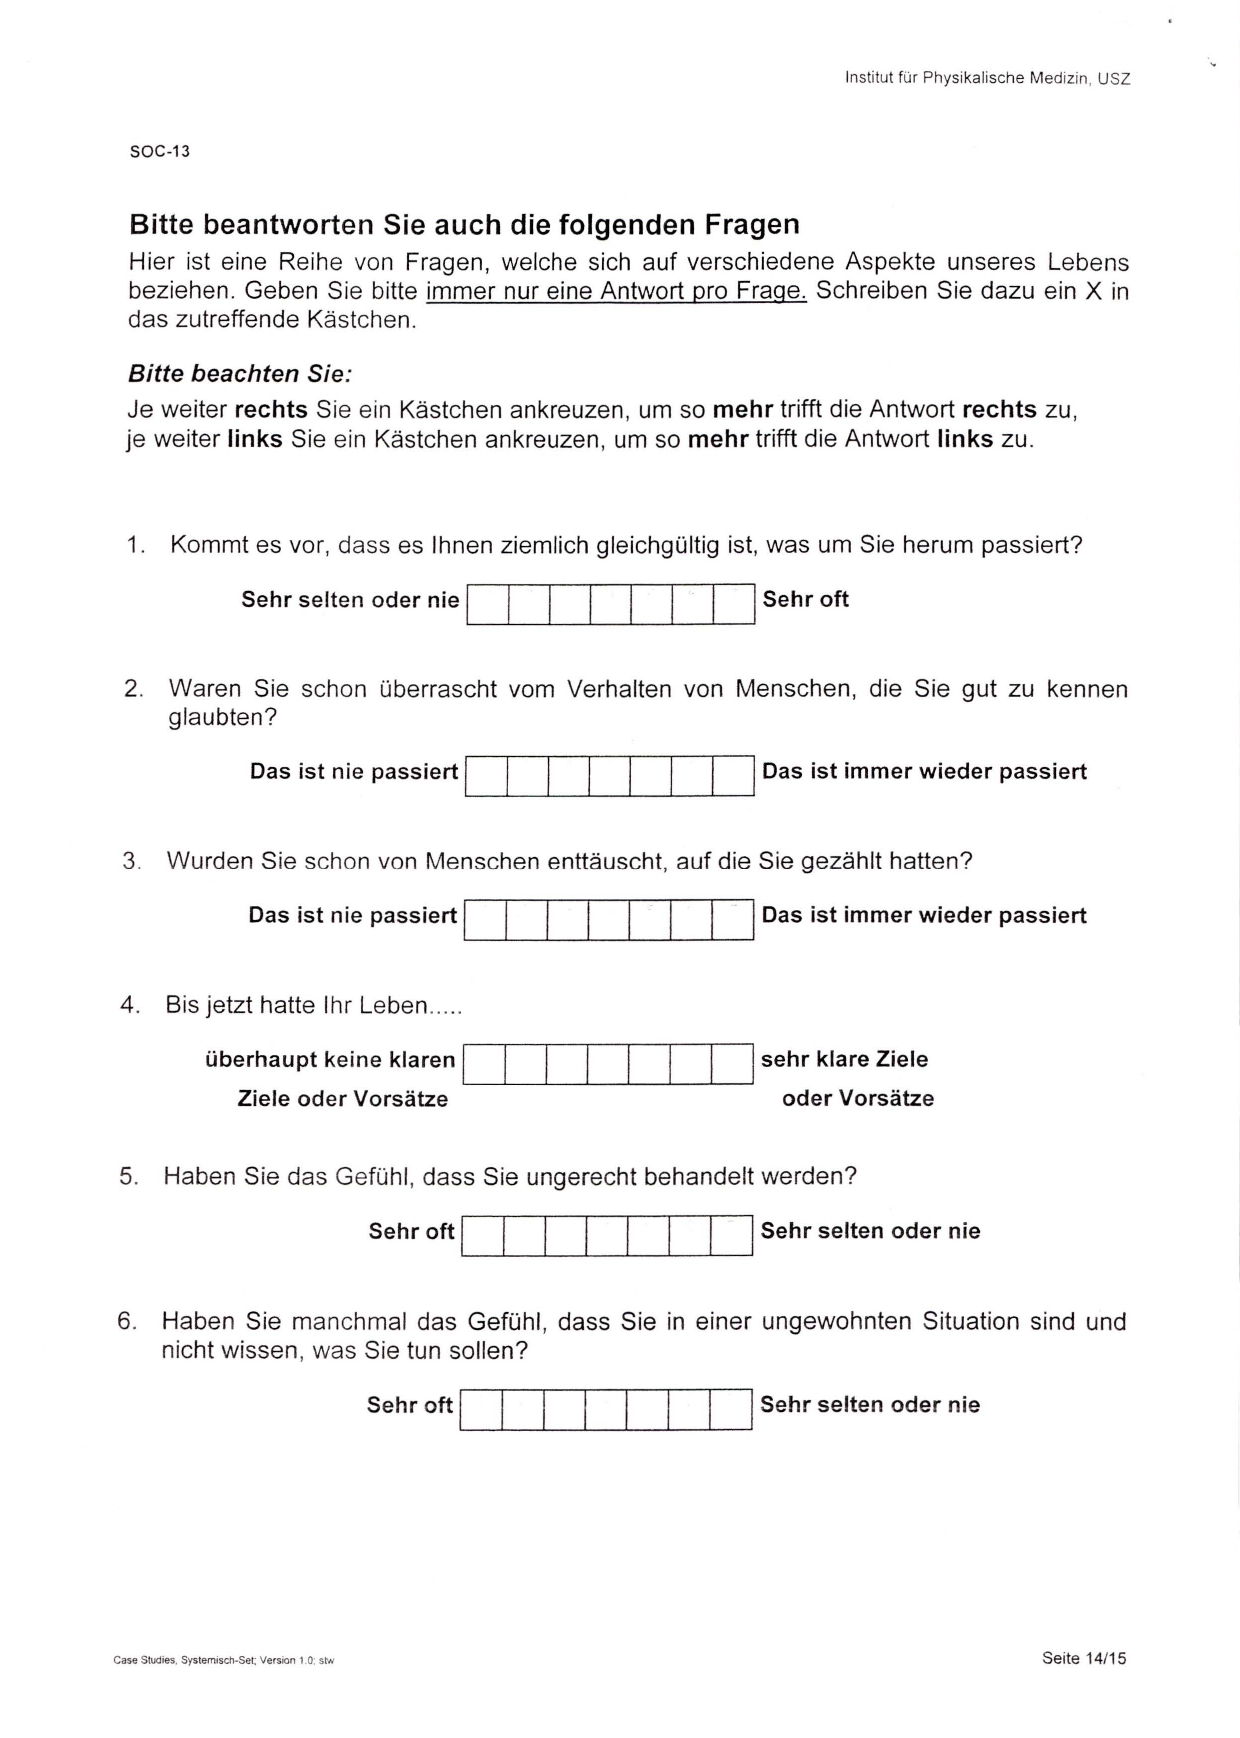 Institut für Physikalische Medizin, USZ
SOC-13
Bitte beantworten Sie auch die folgenden Fragen
Hier ist eine Reihe von Fragen, welche sich auf verschiedene Aspekte unseres Lebens
beziehen. Geben Sie bitte immer nur eine Antwort pro Frage. Schreiben Sie dazu ein X in
das zutreffende Kästchen.
Bitte beachten Sie:
Je weiter rechts Sie ein Kästchen ankreuzen, um so mehr trifft die Antwort rechts zu,
je weiter links Sie ein Kästchen ankreuzen, um so mehr trifft die Antwort links zu.
1. Kommt es vor, dass es Ihnen ziemlich gleichgültig ist, was um Sie herum passiert?
Sehr selten oder nie Sehr oft
2. Waren Sie schon überrascht vom Verhalten von Menschen, die Sie gut zu kennen
glaubten?
Das ist nie passiert Das ist immer wieder passiert
3. Wurden Sie schon von Menschen enttäuscht, auf die Sie gezählt hatten?
Das ist nie passiert Das ist immer wieder passiert
4. Bis jetzt hatte Ihr Leben.....
überhaupt keine klaren sehr klare Ziele
Ziele oder Vorsätze oder Vorsätze
5. Haben Sie das Gefühl, dass Sie ungerecht behandelt werden?
Sehr oft Sehr selten oder nie
6. Haben Sie manchmal das Gefühl, dass Sie in einer ungewohnten Situation sind und
nicht wissen, was Sie tun sollen?
Sehr oft Sehr selten oder nie
Case Studies, Systemisch-Set; Version 1.0; stw Seite 14/15